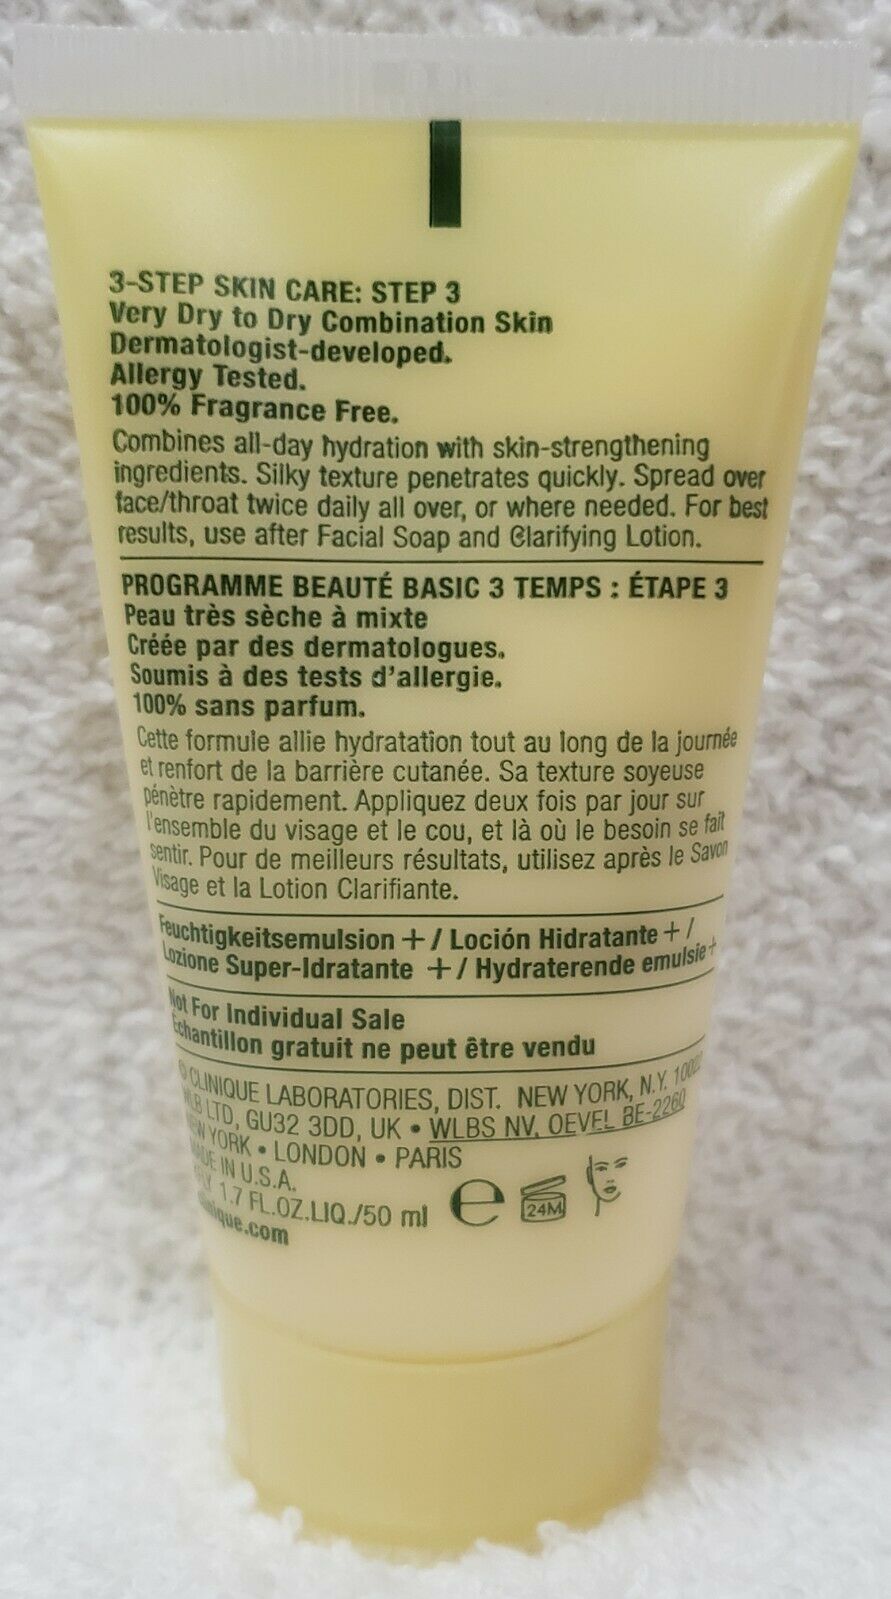 3-STEP SKIN CARE: STEP 3
Very Dry to Dry Combination Skin
Dermatologist-developed.
Allergy Tested.
100% Fragrance Free.
Combines all-day hydration with skin-strengthening
ingredients. Silky texture penetrates quickly. Spread over
face/throat twice daily all over, or where needed. For best
results, use after Facial Soap and Clarifying Lotion.
PROGRAMME BEAUTÉ BASIC 3 TEMPS : ÉTAPE 3
Peau très sèche à mixte
Créée par des dermatologues.
Soumis à des tests d'allergie.
100% sans parfum.
Cette formule allie hydratation tout au long de la journée
et renfort de la barrière cutanée. Sa texture soyeuse
pénètre rapidement. Appliquez deux fois par jour sur
l'ensemble du visage et le cou, et là où le besoin se fait
sentir. Pour de meilleurs résultats, utilisez après le Savon
Visage et la Lotion Clarifiante.
Feuchtigkeitsemulsion + / Loción Hidratante + /
Lozione Super-Idratante + / Hydraterende emulsie +
Not For Individual Sale
Échantillon gratuit ne peut être vendu
© CLINIQUE LABORATORIES, DIST. NEW YORK, N.Y.
LTD, GU32 3DD, UK • WLBS NV, OEVEL BE-2260
NEW YORK • LONDON • PARIS
MADE IN U.S.A.
1.7 FL.OZ.LIQ./50 ml e 24M
clinique.com